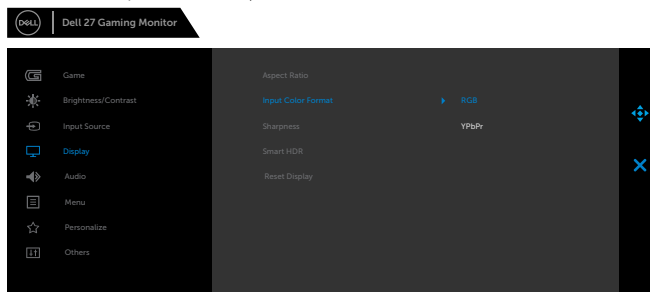 DELL
Dell 27 Gaming Monitor
Game
Aspect Ratio
Brightness/Contrast
Input Color Format
RGB
Input Source
Sharpness
YPbPr
Display
Smart HDR
Audio
Reset Display
Menu
Personalize
Others